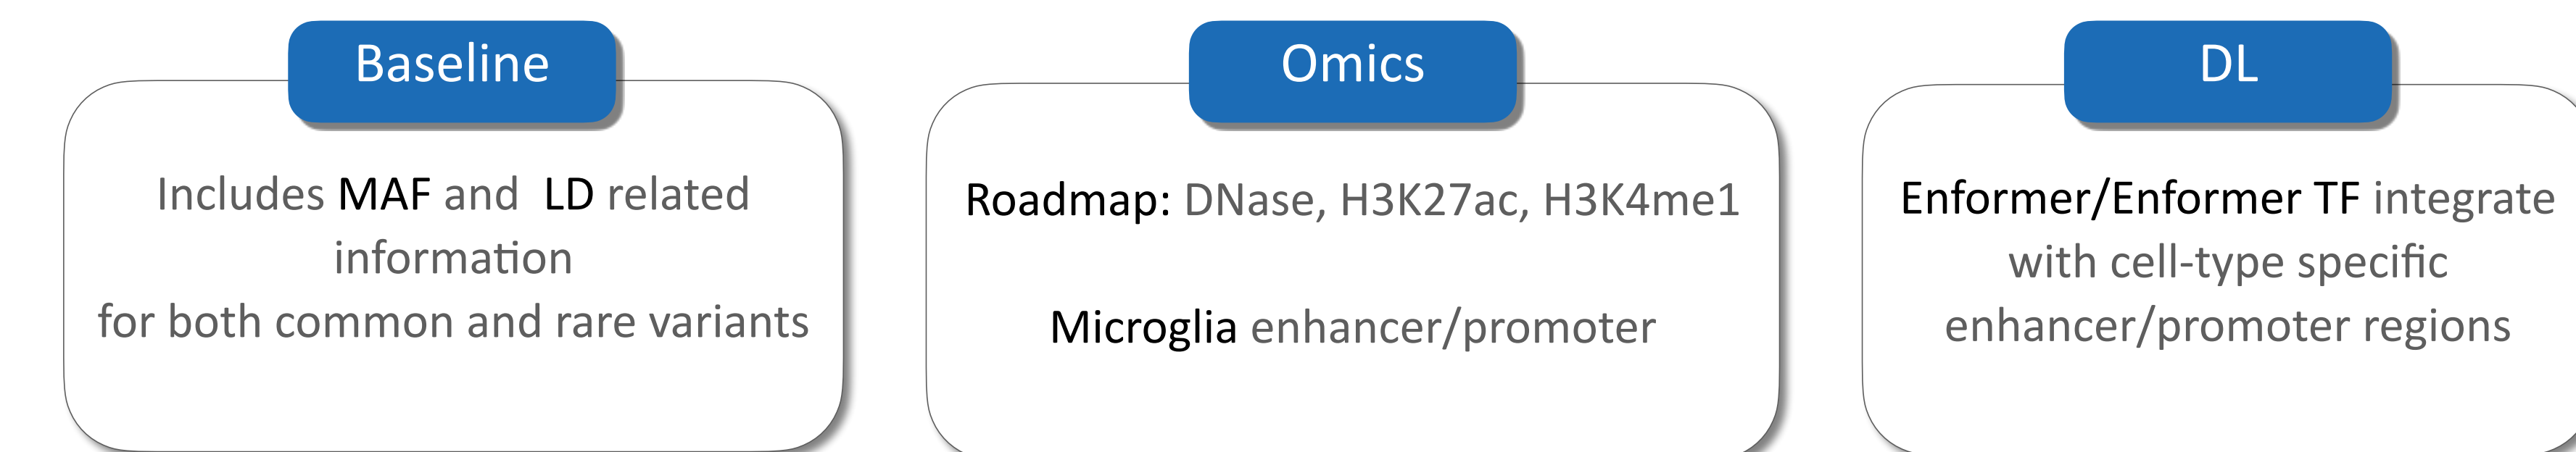 Baseline
Includes MAF and  LD related
information
for both common and rare variants
Omics
Roadmap: DNase, H3K27ac, H3K4me1
Microglia enhancer/promoter
DL
Enformer/Enformer TF integrate
with cell-type specific
enhancer/promoter regions